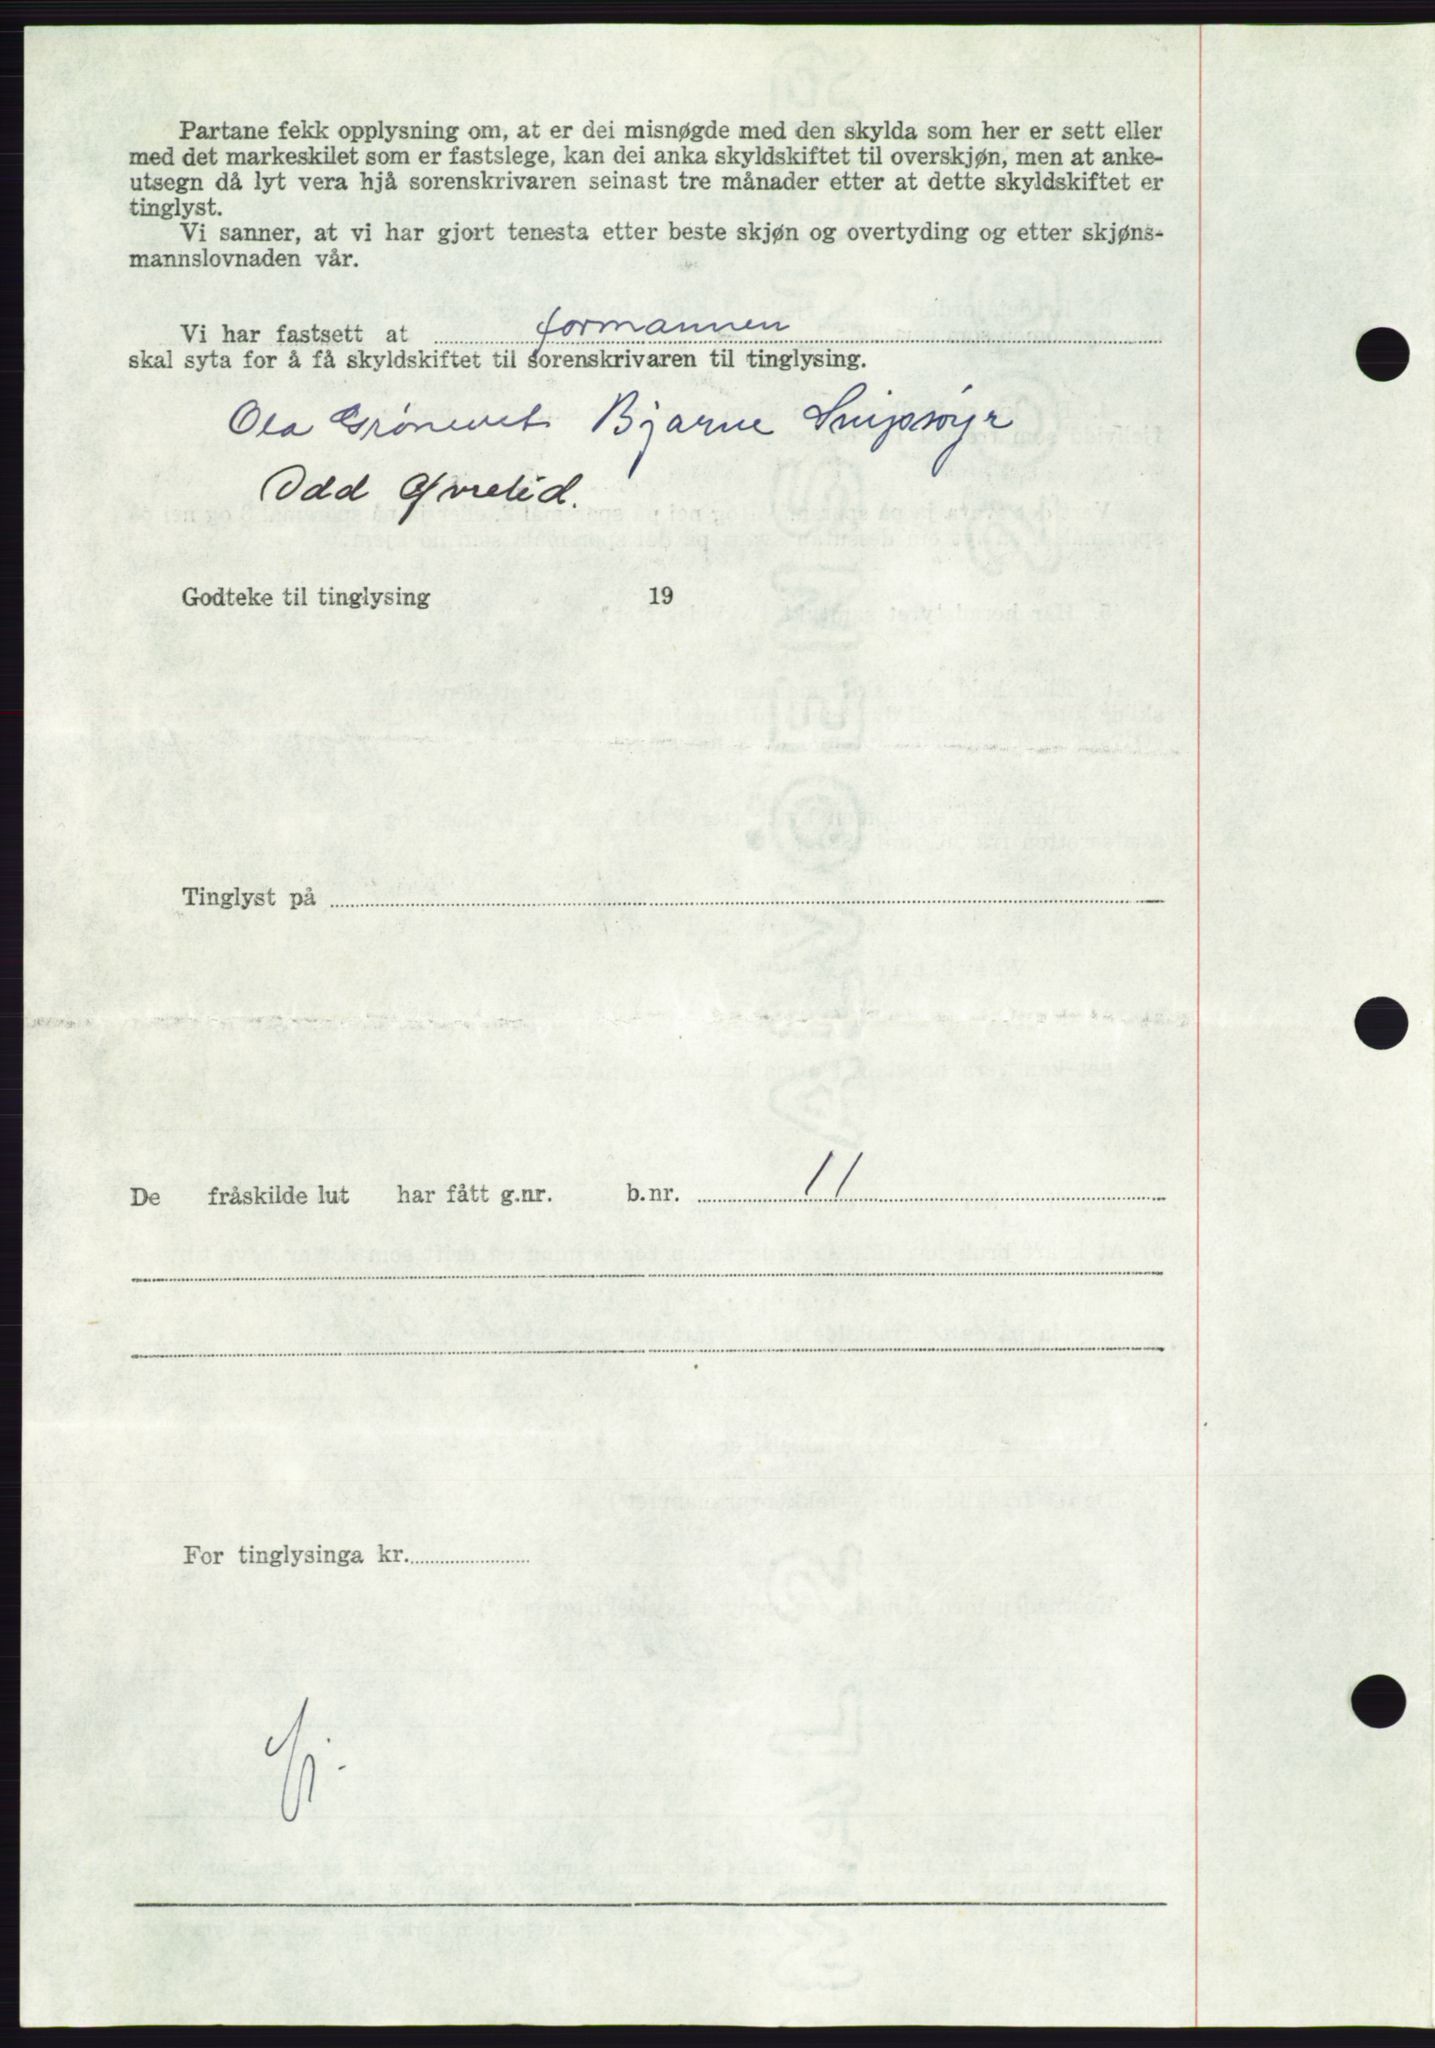 Partane fekk opplysning om, at er dei misnøgde med den skylda som her er sett eller
med det markeskilet som er fastslege, kan dei anka skyldskiftet til overskjøn, men at anke-
utsegn då lyt vera hjå sorenskrivaren seinast tre månader etter at dette skyldskiftet er
tinglyst.
Vi sanner, at vi har gjort tenesta etter beste skjøn og overtyding og etter skjøns-
mannslovnaden vår.
Vi har fastsett at formannen
skal syta for å få skyldskiftet til sorenskrivaren til tinglysing.
Ola Grønevet Bjarne Snipsøyr
Odd Øvrelid.
Godteke til tinglysing 19
Tinglyst på
De fråskilde lut har fått g.nr. b.nr. 11
For tinglysinga kr.